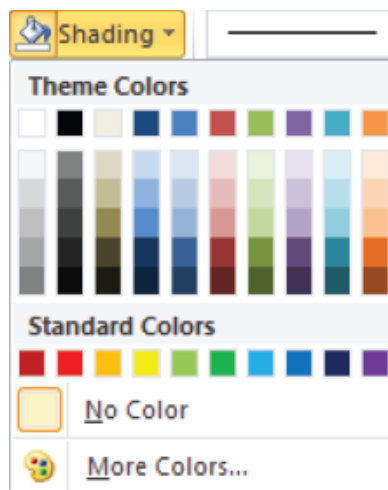 Shading
Theme Colors
Standard Colors
No Color
More Colors...